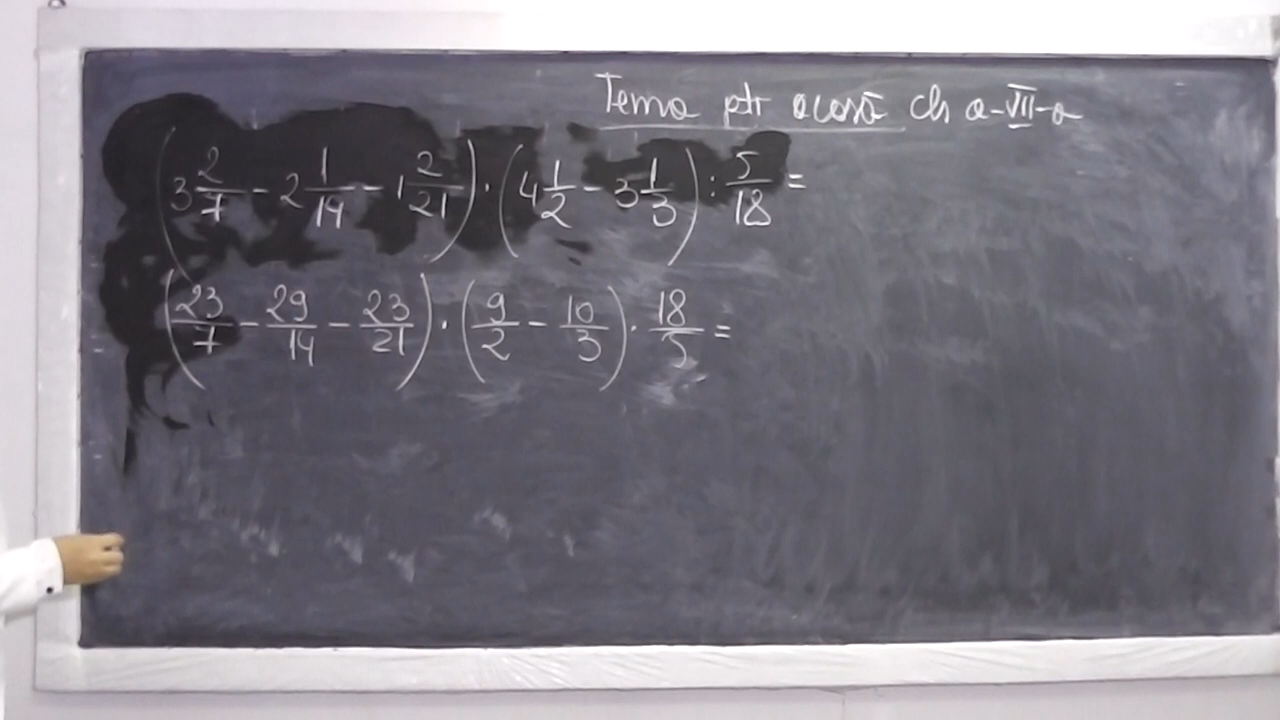 Tema ptr acasă cls a-VII-a
(3 2/7 - 2 1/14 - 1 2/21) · (4 1/2 - 3 1/3) : 5/18 =
(23/7 - 29/14 - 23/21) · (9/2 - 10/3) · 18/5 =